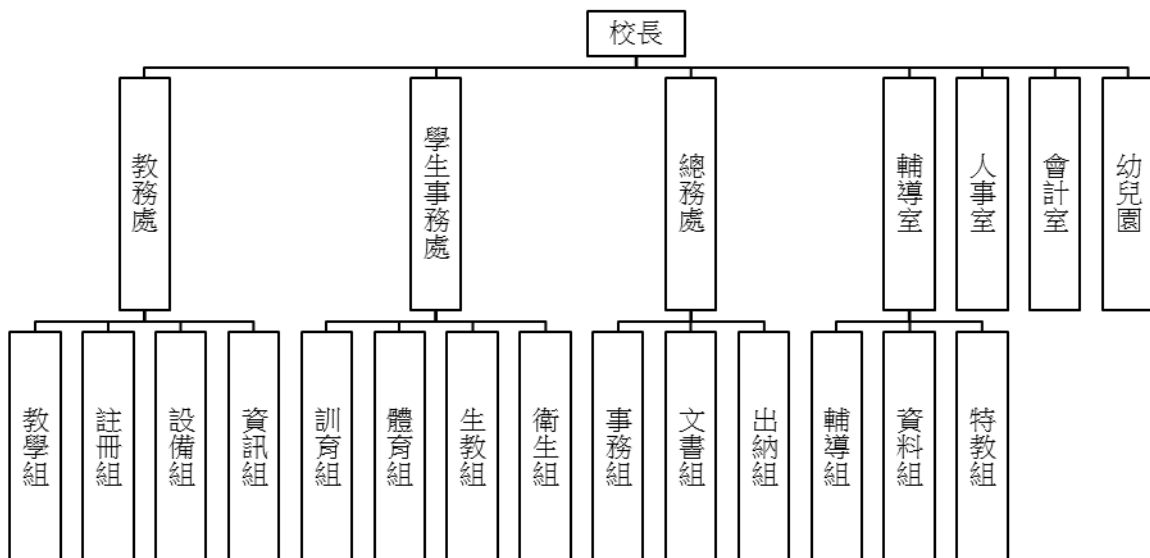 校長
教務處
學生事務處
總務處
輔導室
人事室
會計室
幼兒園
教學組
註冊組
設備組
資訊組
訓育組
體育組
生教組
衛生組
事務組
文書組
出納組
輔導組
資料組
特教組